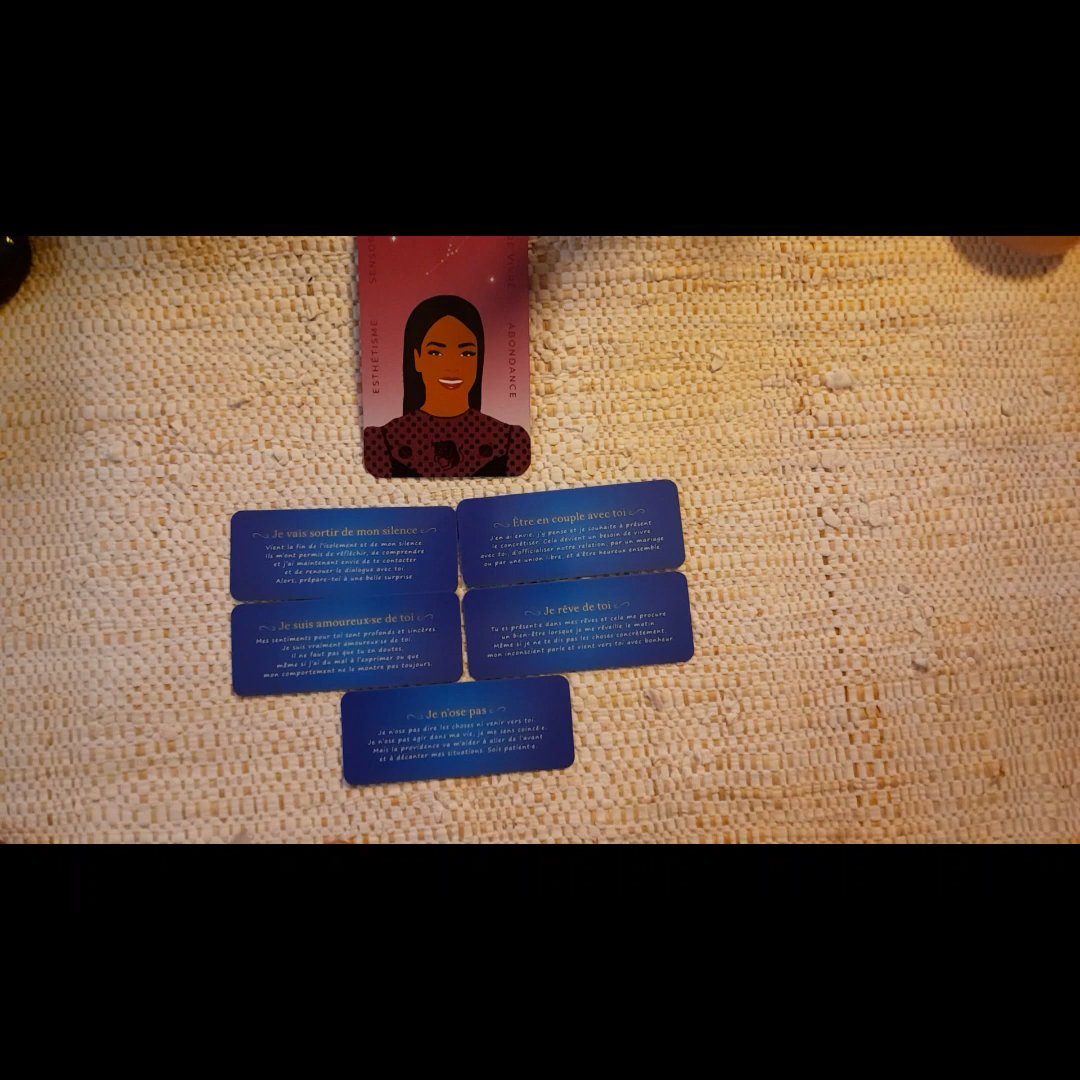 ESTHÉTISME
SENSO
ABONDANCE
Je vais sortir de mon silence
Vient la fin de l'isolement et de mon silence.
Ils m'ont permis de réfléchir, de comprendre
et j'ai maintenant envie de te contacter
et de renouer le dialogue avec toi.
Alors, prépare-toi à une belle surprise
Être en couple avec toi
J'en ai envie, j'y pense et je souhaite à présent
le concrétiser. Cela devient un besoin de vivre
avec toi, d'officialiser notre relation, par un mariage
ou par une union libre, et d'être heureux ensemble.
Je suis amoureux·se de toi
Mes sentiments pour toi sont profonds et sincères.
Je suis vraiment amoureux·se de toi.
Il ne faut pas que tu en doutes,
même si j'ai du mal à l'exprimer ou que
mon comportement ne le montre pas toujours.
Je rêve de toi
Tu es présent·e dans mes rêves et cela me procure
un bien-être lorsque je me réveille le matin.
Même si je ne te dis pas les choses concrètement,
mon inconscient parle et vient vers toi avec bonheur
Je n'ose pas
Je n'ose pas dire les choses ni venir vers toi.
Je n'ose pas agir dans ma vie, je me sens coincé·e.
Mais la providence va m'aider à aller de l'avant
et à décanter mes situations. Sois patient·e.